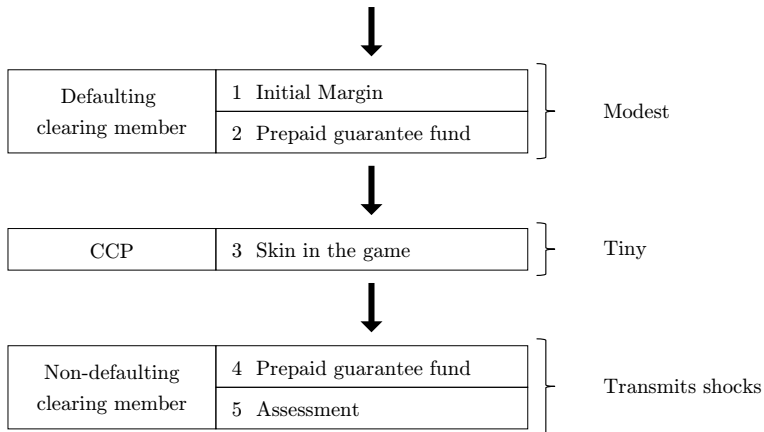 Defaulting
clearing member
1 Initial Margin
2 Prepaid guarantee fund
Modest
CCP
3 Skin in the game
Tiny
Non-defaulting
clearing member
4 Prepaid guarantee fund
5 Assessment
Transmits shocks